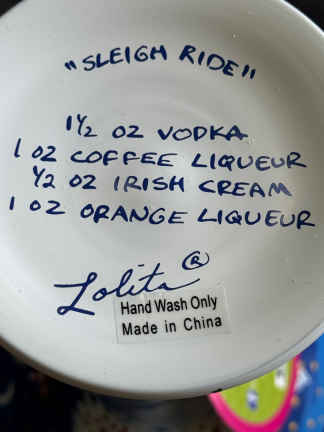 "SLEIGH RIDE"
1½ OZ VODKA
1 OZ COFFEE LIQUEUR
½ OZ IRISH CREAM
1 OZ ORANGE LIQUEUR
Lolita ®
Hand Wash Only
Made in China